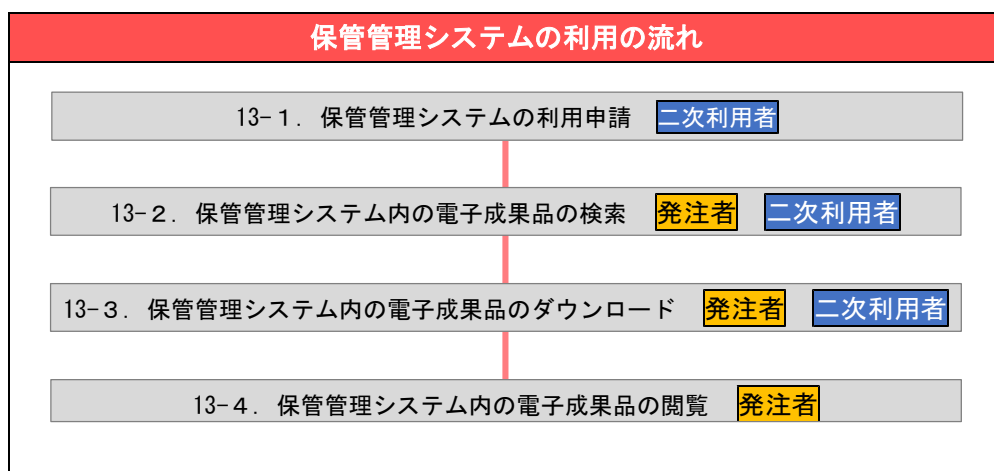 保管管理システムの利用の流れ
13-１．保管管理システムの利用申請 二次利用者
13-２．保管管理システム内の電子成果品の検索 発注者 二次利用者
13-３．保管管理システム内の電子成果品のダウンロード 発注者 二次利用者
13-４．保管管理システム内の電子成果品の閲覧 発注者